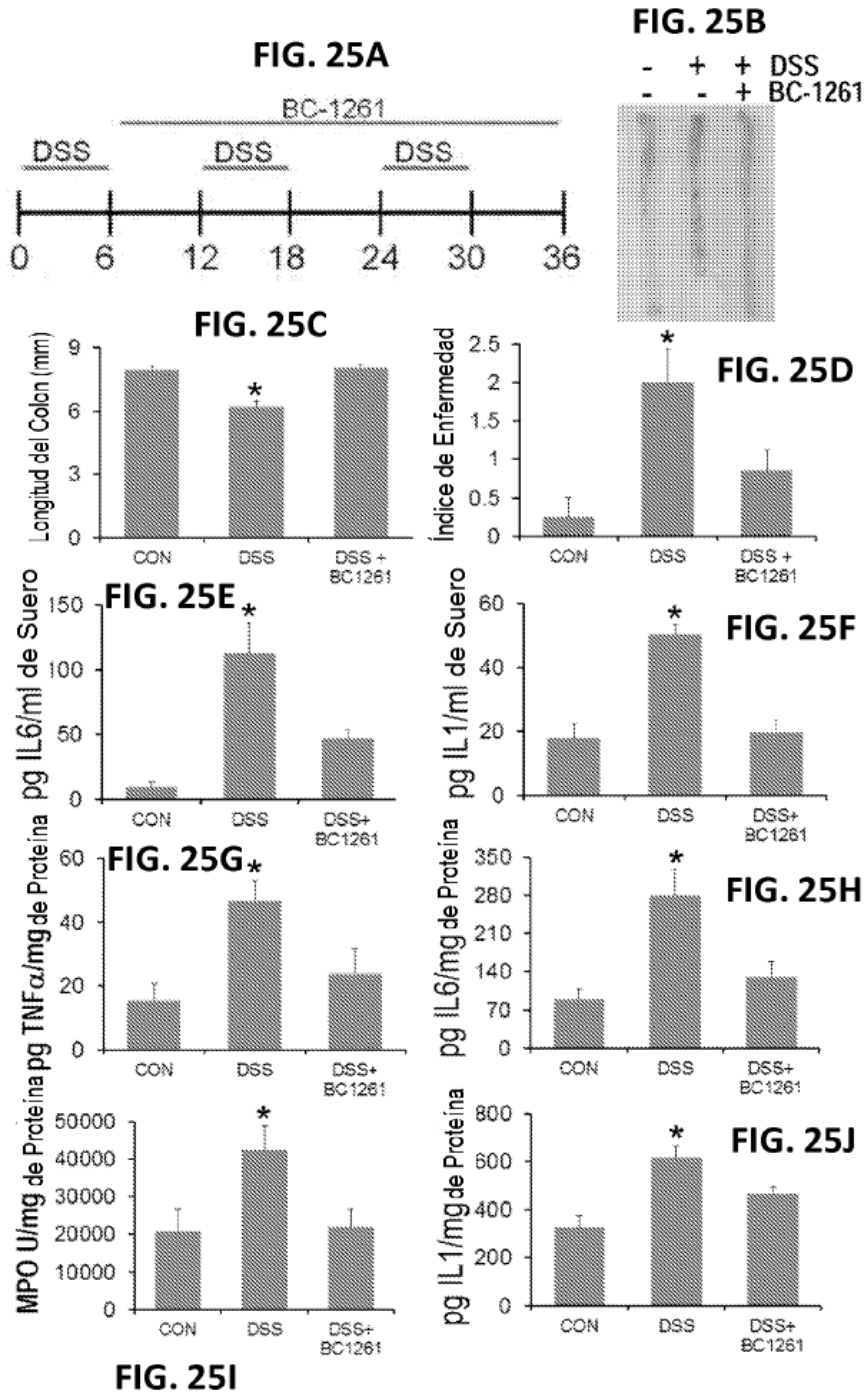 FIG. 25A
BC-1261
DSS DSS DSS
0 6 12 18 24 30 36
FIG. 25B
- + + DSS
- - + BC-1261
FIG. 25C
Longitud del Colon (mm)
9
6
3
0
*
CON DSS DSS + BC1261
FIG. 25D
Índice de Enfermedad
2.5
2
1.5
1
0.5
0
*
CON DSS DSS + BC1261
FIG. 25E
pg IL6/ml de Suero
150
100
50
0
*
CON DSS DSS+ BC1261
FIG. 25F
pg IL1/ml de Suero
60
40
20
0
*
CON DSS DSS+ BC1261
FIG. 25G
pg TNFα/mg de Proteína
60
40
20
0
*
CON DSS DSS+ BC1261
FIG. 25H
pg IL6/mg de Proteína
350
280
210
140
70
0
*
CON DSS DSS+ BC1261
MPO U/mg de Proteína
50000
40000
30000
20000
10000
0
*
CON DSS DSS+ BC1261
FIG. 25I
FIG. 25J
pg IL1/mg de Proteína
800
600
400
200
0
*
CON DSS DSS+ BC1261